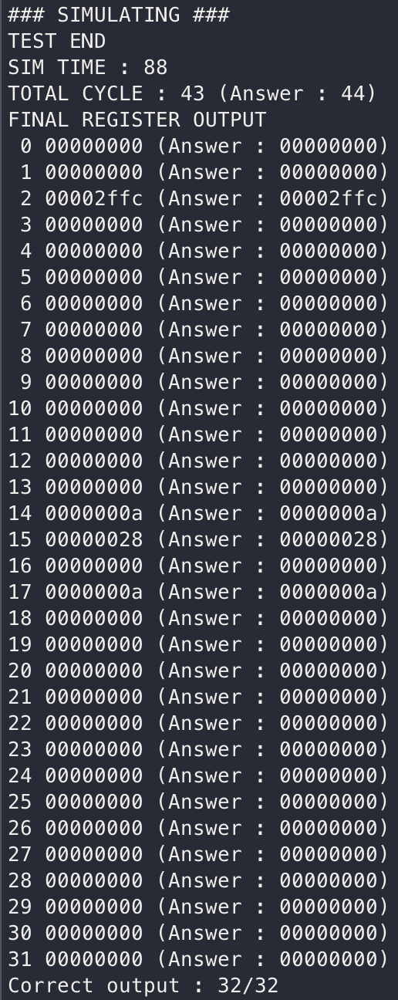 ### SIMULATING ###
TEST END
SIM TIME : 88
TOTAL CYCLE : 43 (Answer : 44)
FINAL REGISTER OUTPUT
 0 00000000 (Answer : 00000000)
 1 00000000 (Answer : 00000000)
 2 00002ffc (Answer : 00002ffc)
 3 00000000 (Answer : 00000000)
 4 00000000 (Answer : 00000000)
 5 00000000 (Answer : 00000000)
 6 00000000 (Answer : 00000000)
 7 00000000 (Answer : 00000000)
 8 00000000 (Answer : 00000000)
 9 00000000 (Answer : 00000000)
10 00000000 (Answer : 00000000)
11 00000000 (Answer : 00000000)
12 00000000 (Answer : 00000000)
13 00000000 (Answer : 00000000)
14 0000000a (Answer : 0000000a)
15 00000028 (Answer : 00000028)
16 00000000 (Answer : 00000000)
17 0000000a (Answer : 0000000a)
18 00000000 (Answer : 00000000)
19 00000000 (Answer : 00000000)
20 00000000 (Answer : 00000000)
21 00000000 (Answer : 00000000)
22 00000000 (Answer : 00000000)
23 00000000 (Answer : 00000000)
24 00000000 (Answer : 00000000)
25 00000000 (Answer : 00000000)
26 00000000 (Answer : 00000000)
27 00000000 (Answer : 00000000)
28 00000000 (Answer : 00000000)
29 00000000 (Answer : 00000000)
30 00000000 (Answer : 00000000)
31 00000000 (Answer : 00000000)
Correct output : 32/32